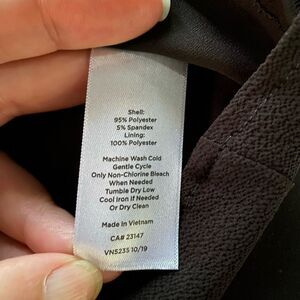 Shell:
95% Polyester
5% Spandex
Lining:
100% Polyester
Machine Wash Cold
Gentle Cycle
Only Non-Chlorine Bleach
When Needed
Tumble Dry Low
Cool Iron If Needed
Or Dry Clean
Made in Vietnam
CA# 23147
VN5235 10/19